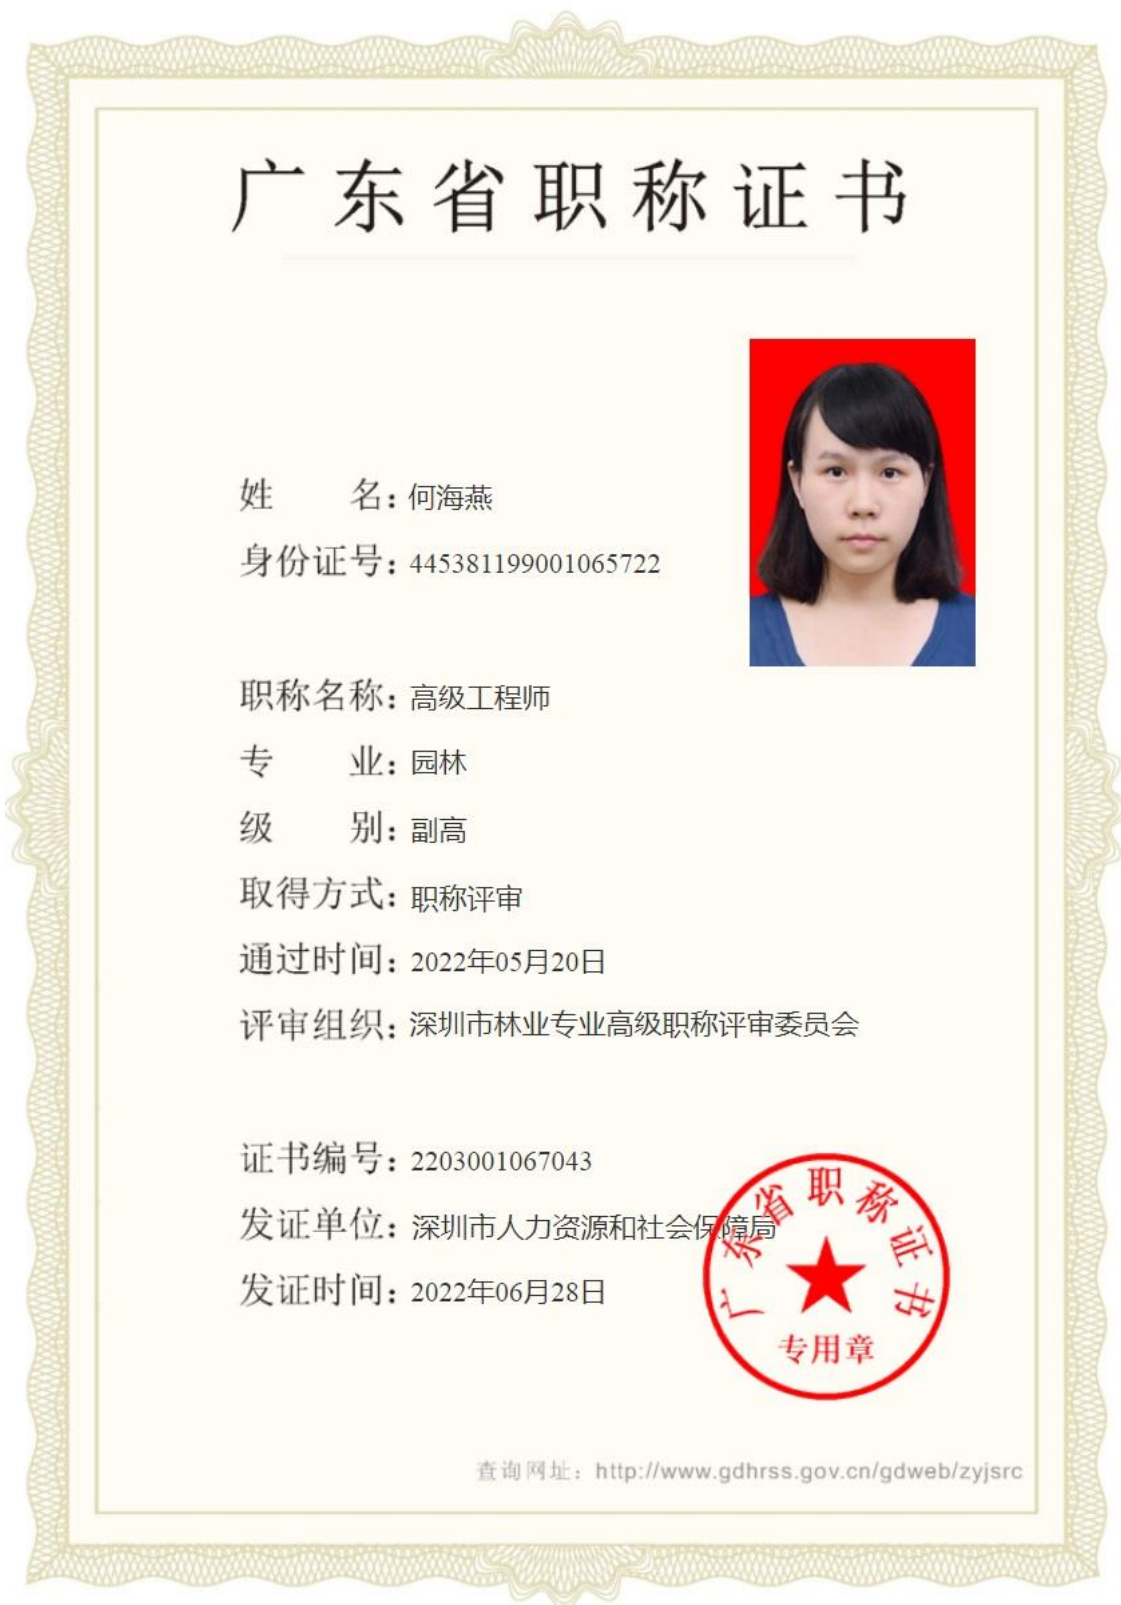 广东省职称证书
姓 名：何海燕
身份证号：445381199001065722
职称名称：高级工程师
专 业：园林
级 别：副高
取得方式：职称评审
通过时间：2022年05月20日
评审组织：深圳市林业专业高级职称评审委员会
证书编号：2203001067043
发证单位：深圳市人力资源和社会保障局
发证时间：2022年06月28日
广东省职称证书
专用章
查询网址：http://www.gdhrss.gov.cn/gdweb/zyjsrc